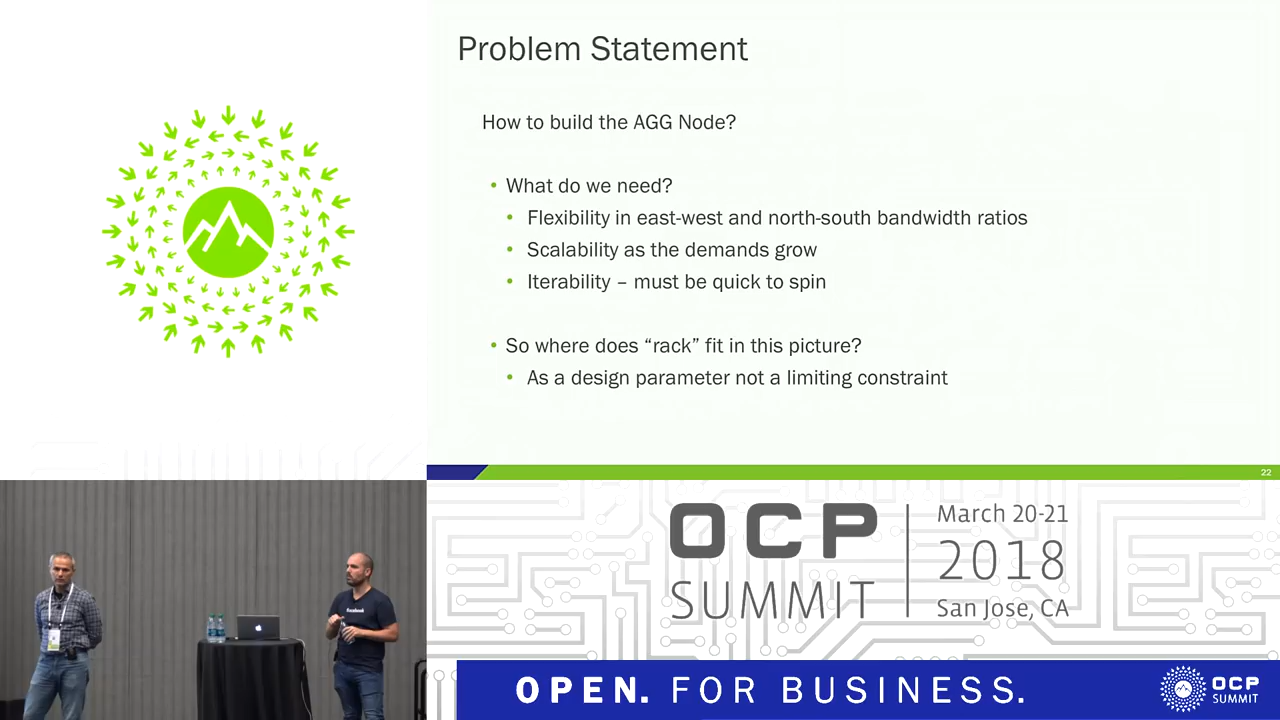 Problem Statement
How to build the AGG Node?
• What do we need?
• Flexibility in east-west and north-south bandwidth ratios
• Scalability as the demands grow
• Iterability – must be quick to spin
• So where does “rack” fit in this picture?
• As a design parameter not a limiting constraint
22
facebook
OCP
SUMMIT
March 20-21
2018
San Jose, CA
OPEN. FOR BUSINESS.
OCP
SUMMIT